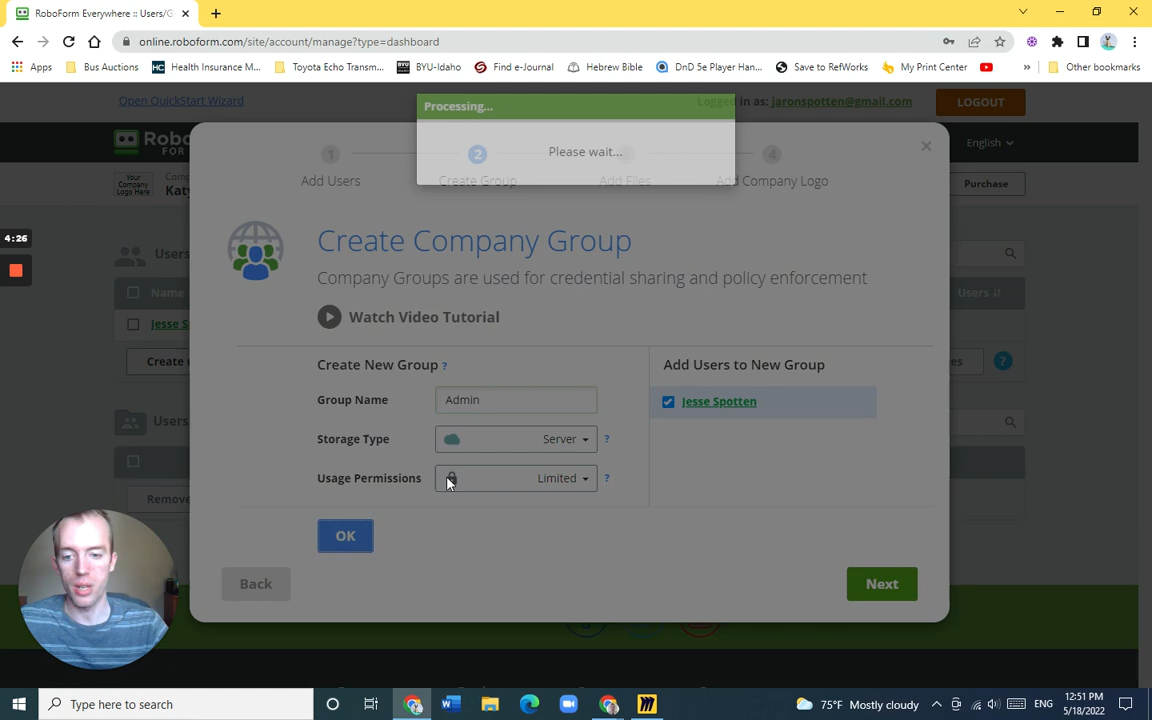 RoboForm Everywhere :: Users/G
online.roboform.com/site/account/manage?type=dashboard
Apps
Bus Auctions
Health Insurance M...
Toyota Echo Transm...
BYU-Idaho
Find e-Journal
Hebrew Bible
DnD 5e Player Han...
Save to RefWorks
My Print Center
»
Other bookmarks
Open QuickStart Wizard
Processing...
Logged in as: jaronspotten@gmail.com
LOGOUT
Please wait...
English
1
2
4
Add Users
Create Group
Add Files
Add Company Logo
Your Company Logo Here
Purchase
4:26
Create Company Group
Users
Company Groups are used for credential sharing and policy enforcement
Name
Users
Watch Video Tutorial
Jesse S
Create
Create New Group ?
Add Users to New Group
?
Group Name
Admin
Jesse Spotten
Users
Storage Type
Server
?
Usage Permissions
Limited
?
Remove
OK
Back
Next
Type here to search
75°F Mostly cloudy
ENG
12:51 PM
5/18/2022